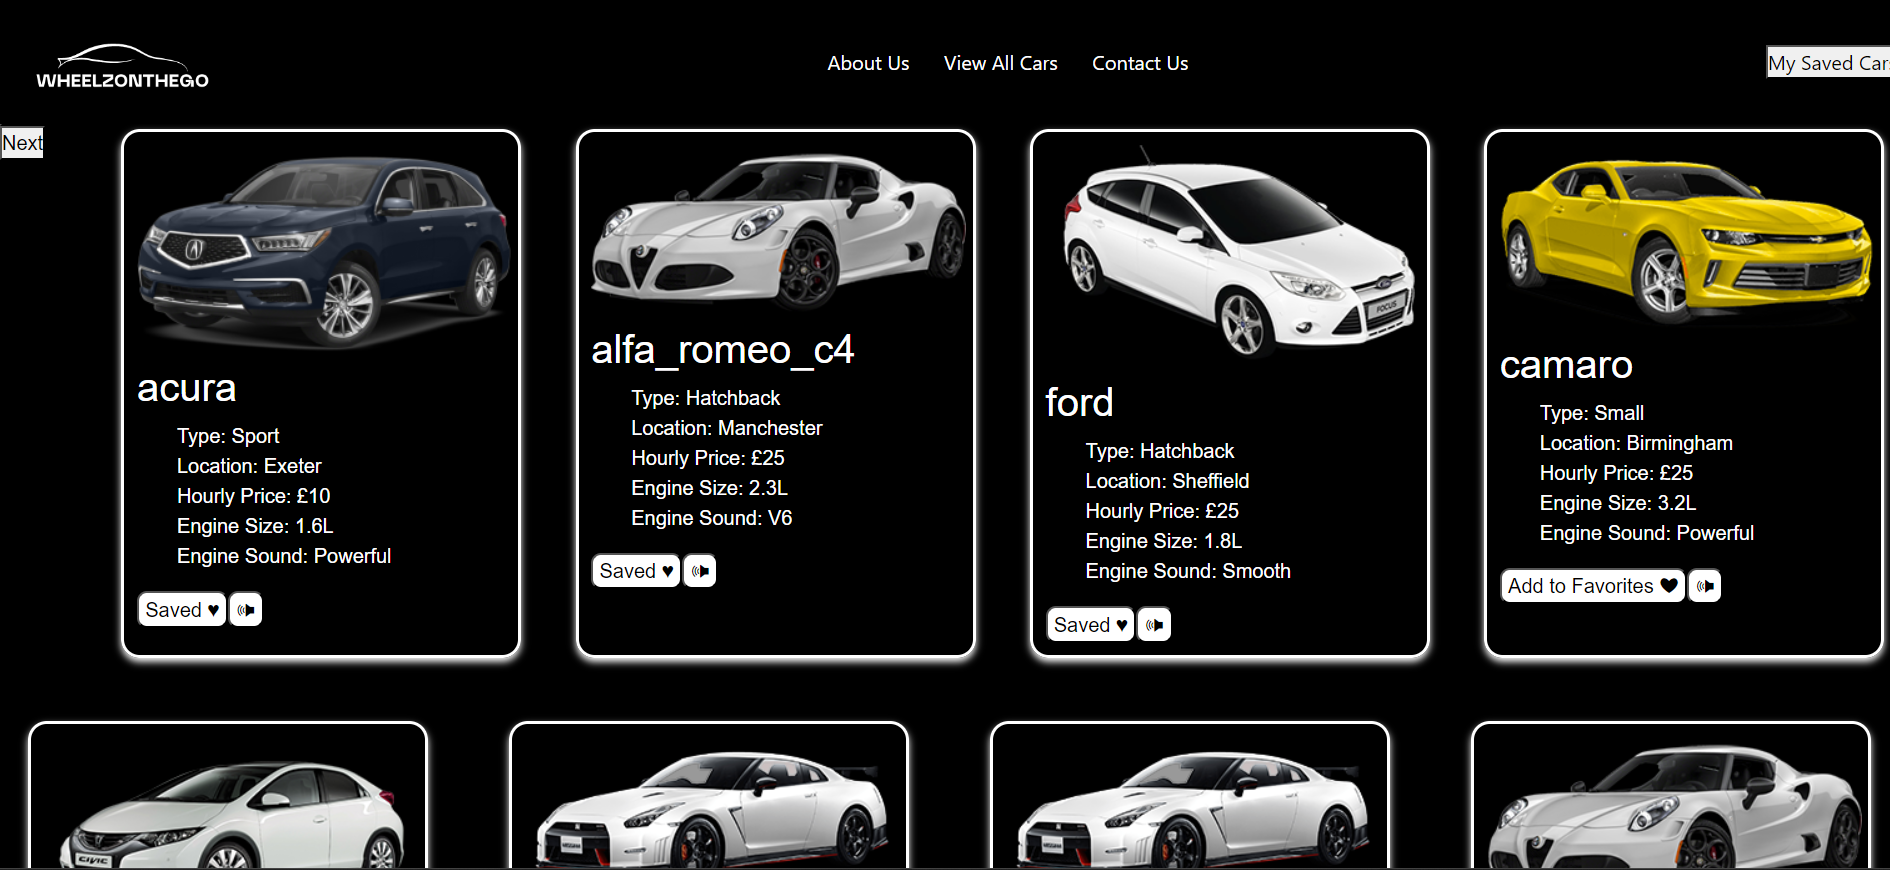 WHEELZONTHEGO
About Us
View All Cars
Contact Us
My Saved Cars
Next
acura
Type: Sport
Location: Exeter
Hourly Price: £10
Engine Size: 1.6L
Engine Sound: Powerful
Saved ♥
alfa_romeo_c4
Type: Hatchback
Location: Manchester
Hourly Price: £25
Engine Size: 2.3L
Engine Sound: V6
Saved ♥
FOCUS
ford
Type: Hatchback
Location: Sheffield
Hourly Price: £25
Engine Size: 1.8L
Engine Sound: Smooth
Saved ♥
camaro
Type: Small
Location: Birmingham
Hourly Price: £25
Engine Size: 3.2L
Engine Sound: Powerful
Add to Favorites ♥
CIVIC